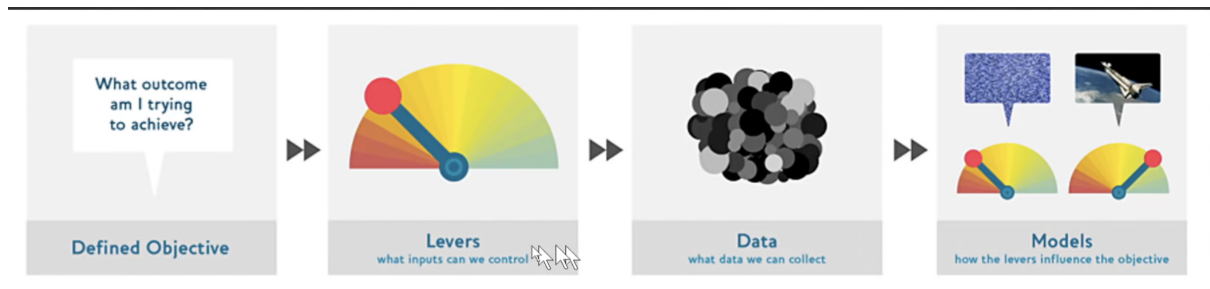 What outcome
am I trying
to achieve?
Defined Objective
Levers
what inputs can we control
Data
what data we can collect
Models
how the levers influence the objective